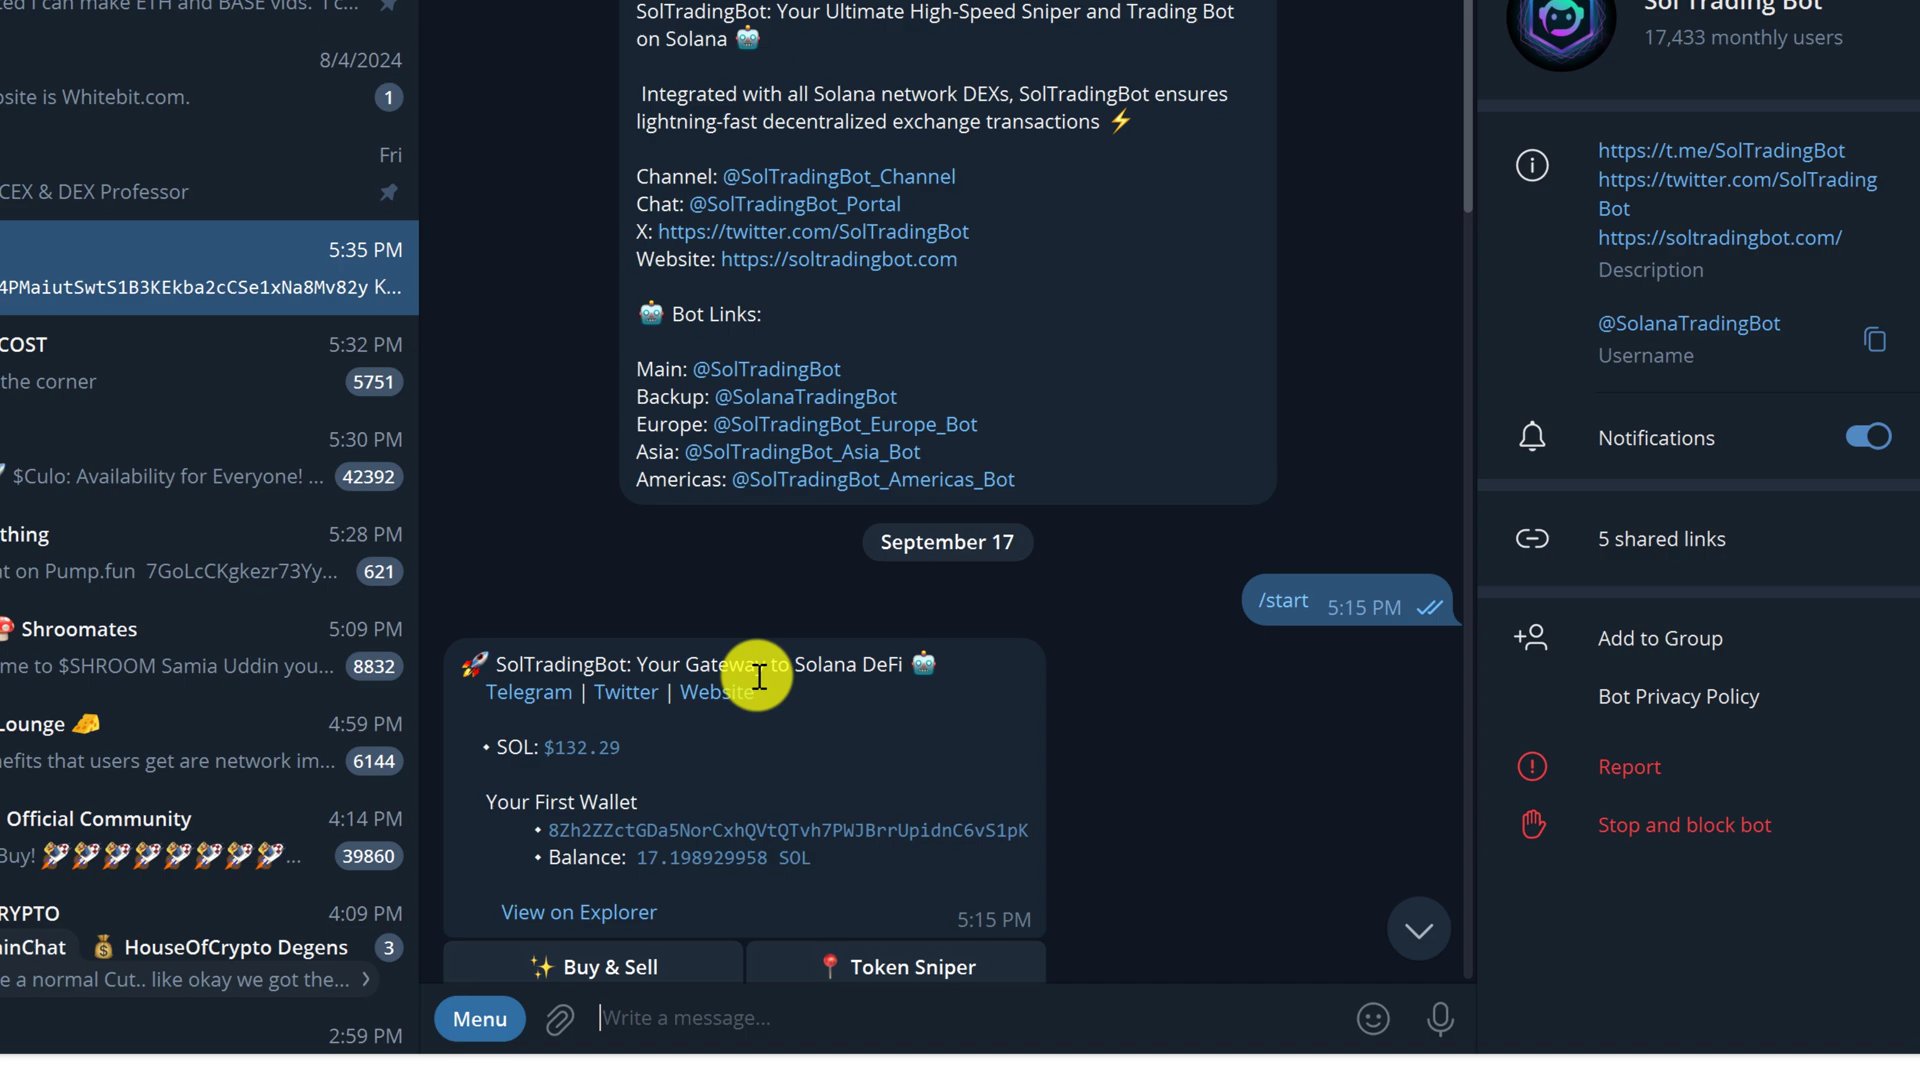 ted I can make ETH and BASE vids. I c...
8/4/2024
osite is Whitebit.com.
1
Fri
CEX & DEX Professor
5:35 PM
4PMaiutSwtS1B3KEkba2cCSe1xNa8Mv82y K...
COST
5:32 PM
the corner
5751
5:30 PM
$Culo: Availability for Everyone! ...
42392
thing
5:28 PM
at on Pump.fun 7GoLcCKgkezr73Yy...
621
🍄 Shroomates
5:09 PM
me to $SHROOM Samia Uddin you...
8832
Lounge 🧀
4:59 PM
efits that users get are network im...
6144
Official Community
4:14 PM
Buy! 🚀🚀🚀🚀🚀🚀🚀...
39860
RYPTO
4:09 PM
ainChat 💰 HouseOfCrypto Degens
3
e a normal Cut.. like okay we got the...
2:59 PM
SolTradingBot: Your Ultimate High-Speed Sniper and Trading Bot
on Solana 🤖
Integrated with all Solana network DEXs, SolTradingBot ensures
lightning-fast decentralized exchange transactions ⚡
Channel: @SolTradingBot_Channel
Chat: @SolTradingBot_Portal
X: https://twitter.com/SolTradingBot
Website: https://soltradingbot.com
🤖 Bot Links:
Main: @SolTradingBot
Backup: @SolanaTradingBot
Europe: @SolTradingBot_Europe_Bot
Asia: @SolTradingBot_Asia_Bot
Americas: @SolTradingBot_Americas_Bot
September 17
/start 5:15 PM
🚀 SolTradingBot: Your Gateway to Solana DeFi 🤖
Telegram | Twitter | Website
• SOL: $132.29
Your First Wallet
• 8Zh2ZZctGDa5NorCxhQVtQTvh7PWJBrrUpidnC6vS1pK
• Balance: 17.198929958 SOL
View on Explorer
5:15 PM
✨ Buy & Sell
📍 Token Sniper
Menu
Write a message...
Sol Trading Bot
17,433 monthly users
https://t.me/SolTradingBot
https://twitter.com/SolTrading
Bot
https://soltradingbot.com/
Description
@SolanaTradingBot
Username
Notifications
5 shared links
Add to Group
Bot Privacy Policy
Report
Stop and block bot